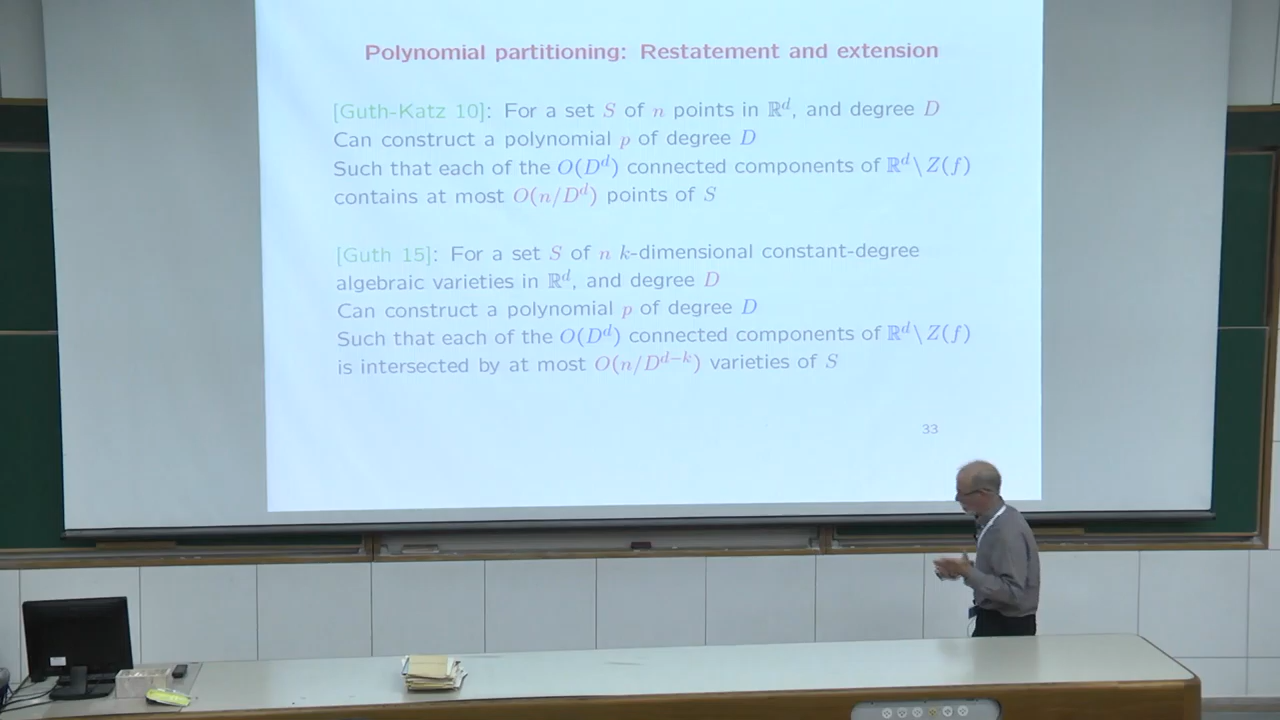 Polynomial partitioning: Restatement and extension
[Guth-Katz 10]: For a set S of n points in ℝ^d, and degree D
Can construct a polynomial p of degree D
Such that each of the O(D^d) connected components of ℝ^d\Z(f)
contains at most O(n/D^d) points of S
[Guth 15]: For a set S of n k-dimensional constant-degree
algebraic varieties in ℝ^d, and degree D
Can construct a polynomial p of degree D
Such that each of the O(D^d) connected components of ℝ^d\Z(f)
is intersected by at most O(n/D^{d−k}) varieties of S
33